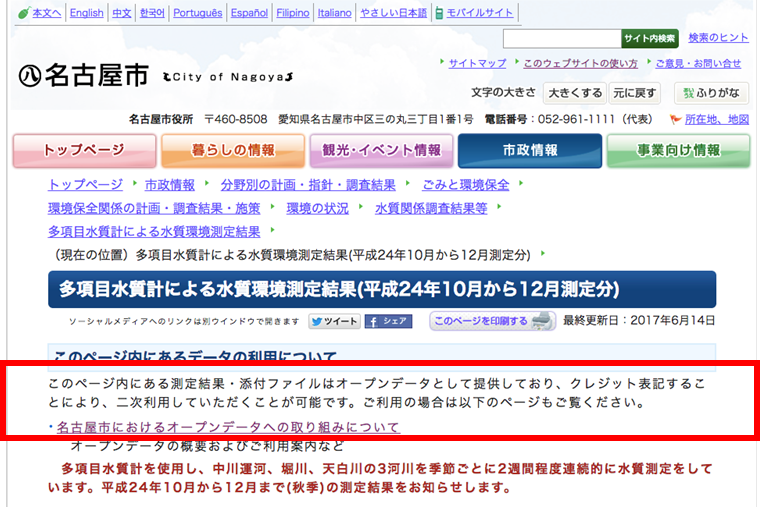 本文へ English 中文 한국어 Português Español Filipino Italiano やさしい日本語 モバイルサイト
サイト内検索 検索のヒント
サイトマップ このウェブサイトの使い方 ご意見・お問い合せ
八 名古屋市 City of Nagoya
文字の大きさ 大きくする 元に戻す ふりがな
名古屋市役所 〒460-8508 愛知県名古屋市中区三の丸三丁目1番1号 電話番号:052-961-1111(代表) 所在地、地図
トップページ 暮らしの情報 観光・イベント情報 市政情報 事業向け情報
トップページ 市政情報 分野別の計画・指針・調査結果 ごみと環境保全
環境保全関係の計画・調査結果・施策 環境の状況 水質関係調査結果等
多項目水質計による水質環境測定結果
(現在の位置)多項目水質計による水質環境測定結果(平成24年10月から12月測定分)
多項目水質計による水質環境測定結果(平成24年10月から12月測定分)
ソーシャルメディアへのリンクは別ウインドウで開きます ツイート シェア このページを印刷する 最終更新日:2017年6月14日
このページ内にあるデータの利用について
このページ内にある測定結果・添付ファイルはオープンデータとして提供しており、クレジット表記するこ
とにより、二次利用していただくことが可能です。ご利用の場合は以下のページもご覧ください。
・名古屋市におけるオープンデータへの取り組みについて
オープンデータの概要およびご利用案内など
多項目水質計を使用し、中川運河、堀川、天白川の3河川を季節ごとに2週間程度連続的に水質測定をして
います。平成24年10月から12月まで(秋季)の測定結果をお知らせします。